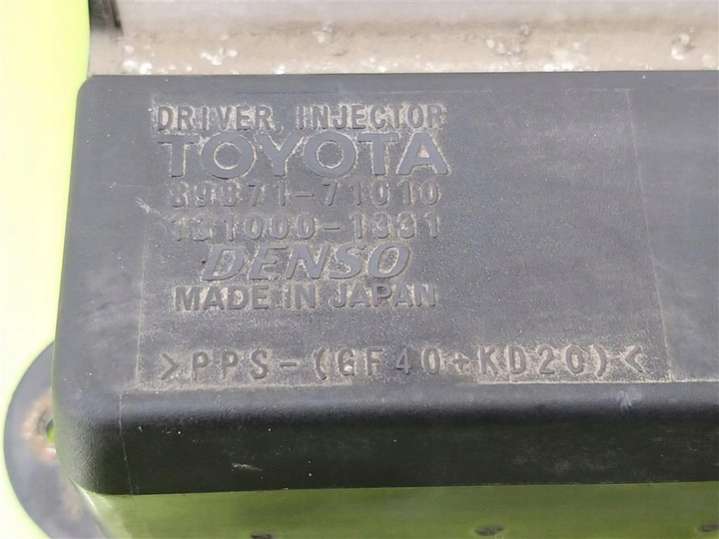 DRIVER, INJECTOR
TOYOTA
89871-71010
131000-1331
DENSO
MADE IN JAPAN
>PPS-(GF40+KD20)<